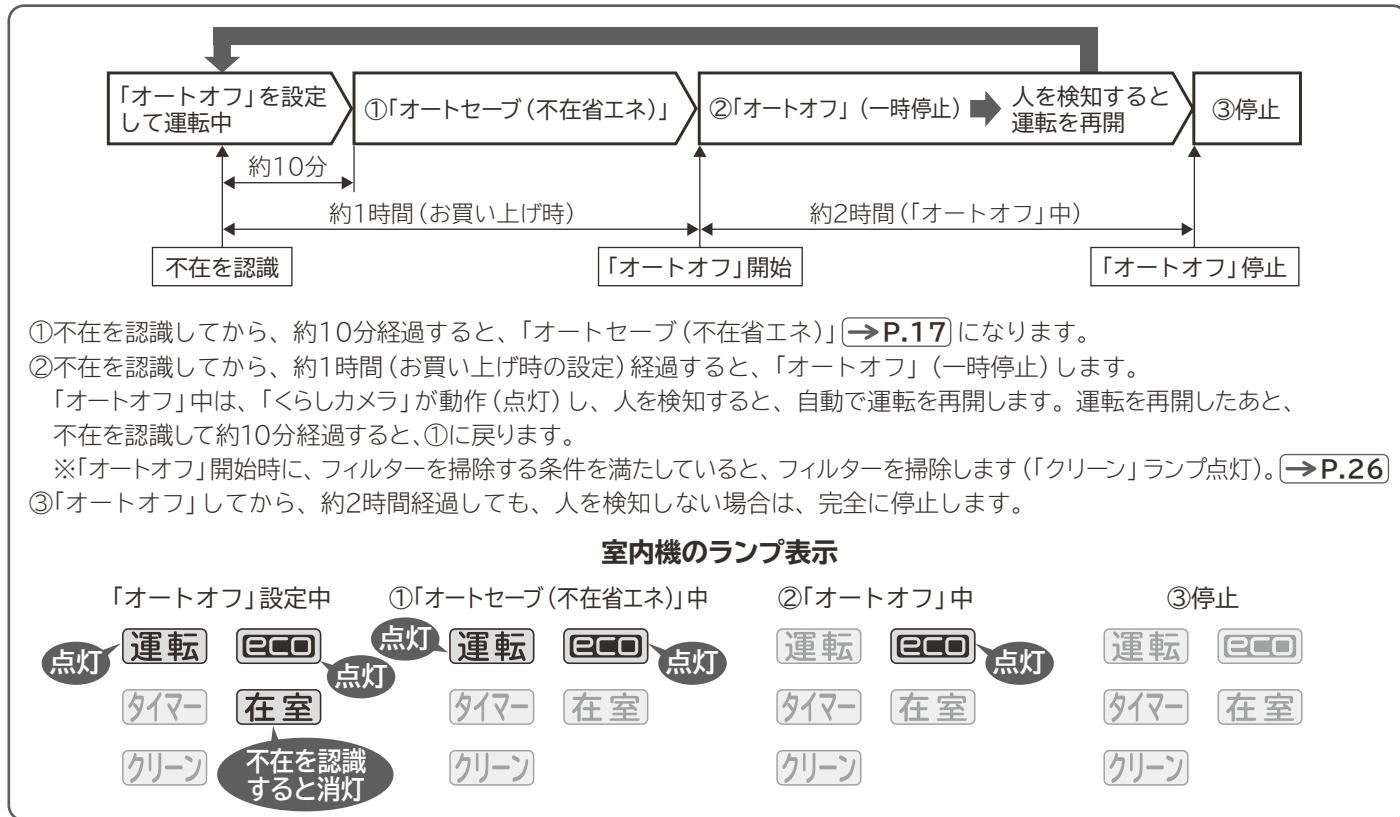 「オートオフ」を設定
して運転中
①「オートセーブ(不在省エネ)」
②「オートオフ」(一時停止)
人を検知すると
運転を再開
③停止
約10分
約1時間(お買い上げ時)
約2時間(「オートオフ」中)
不在を認識
「オートオフ」開始
「オートオフ」停止
①不在を認識してから、約10分経過すると、「オートセーブ(不在省エネ)」→P.17になります。
②不在を認識してから、約1時間(お買い上げ時の設定)経過すると、「オートオフ」(一時停止)します。
「オートオフ」中は、「くらしカメラ」が動作(点灯)し、人を検知すると、自動で運転を再開します。運転を再開したあと、
不在を認識して約10分経過すると、①に戻ります。
※「オートオフ」開始時に、フィルターを掃除する条件を満たしていると、フィルターを掃除します(「クリーン」ランプ点灯)。→P.26
③「オートオフ」してから、約2時間経過しても、人を検知しない場合は、完全に停止します。
室内機のランプ表示
「オートオフ」設定中
点灯
運転
eco
点灯
タイマー
在室
クリーン
不在を認識
すると消灯
①「オートセーブ(不在省エネ)」中
点灯
運転
eco
点灯
タイマー
在室
クリーン
②「オートオフ」中
運転
eco
点灯
タイマー
在室
クリーン
③停止
運転
eco
タイマー
在室
クリーン